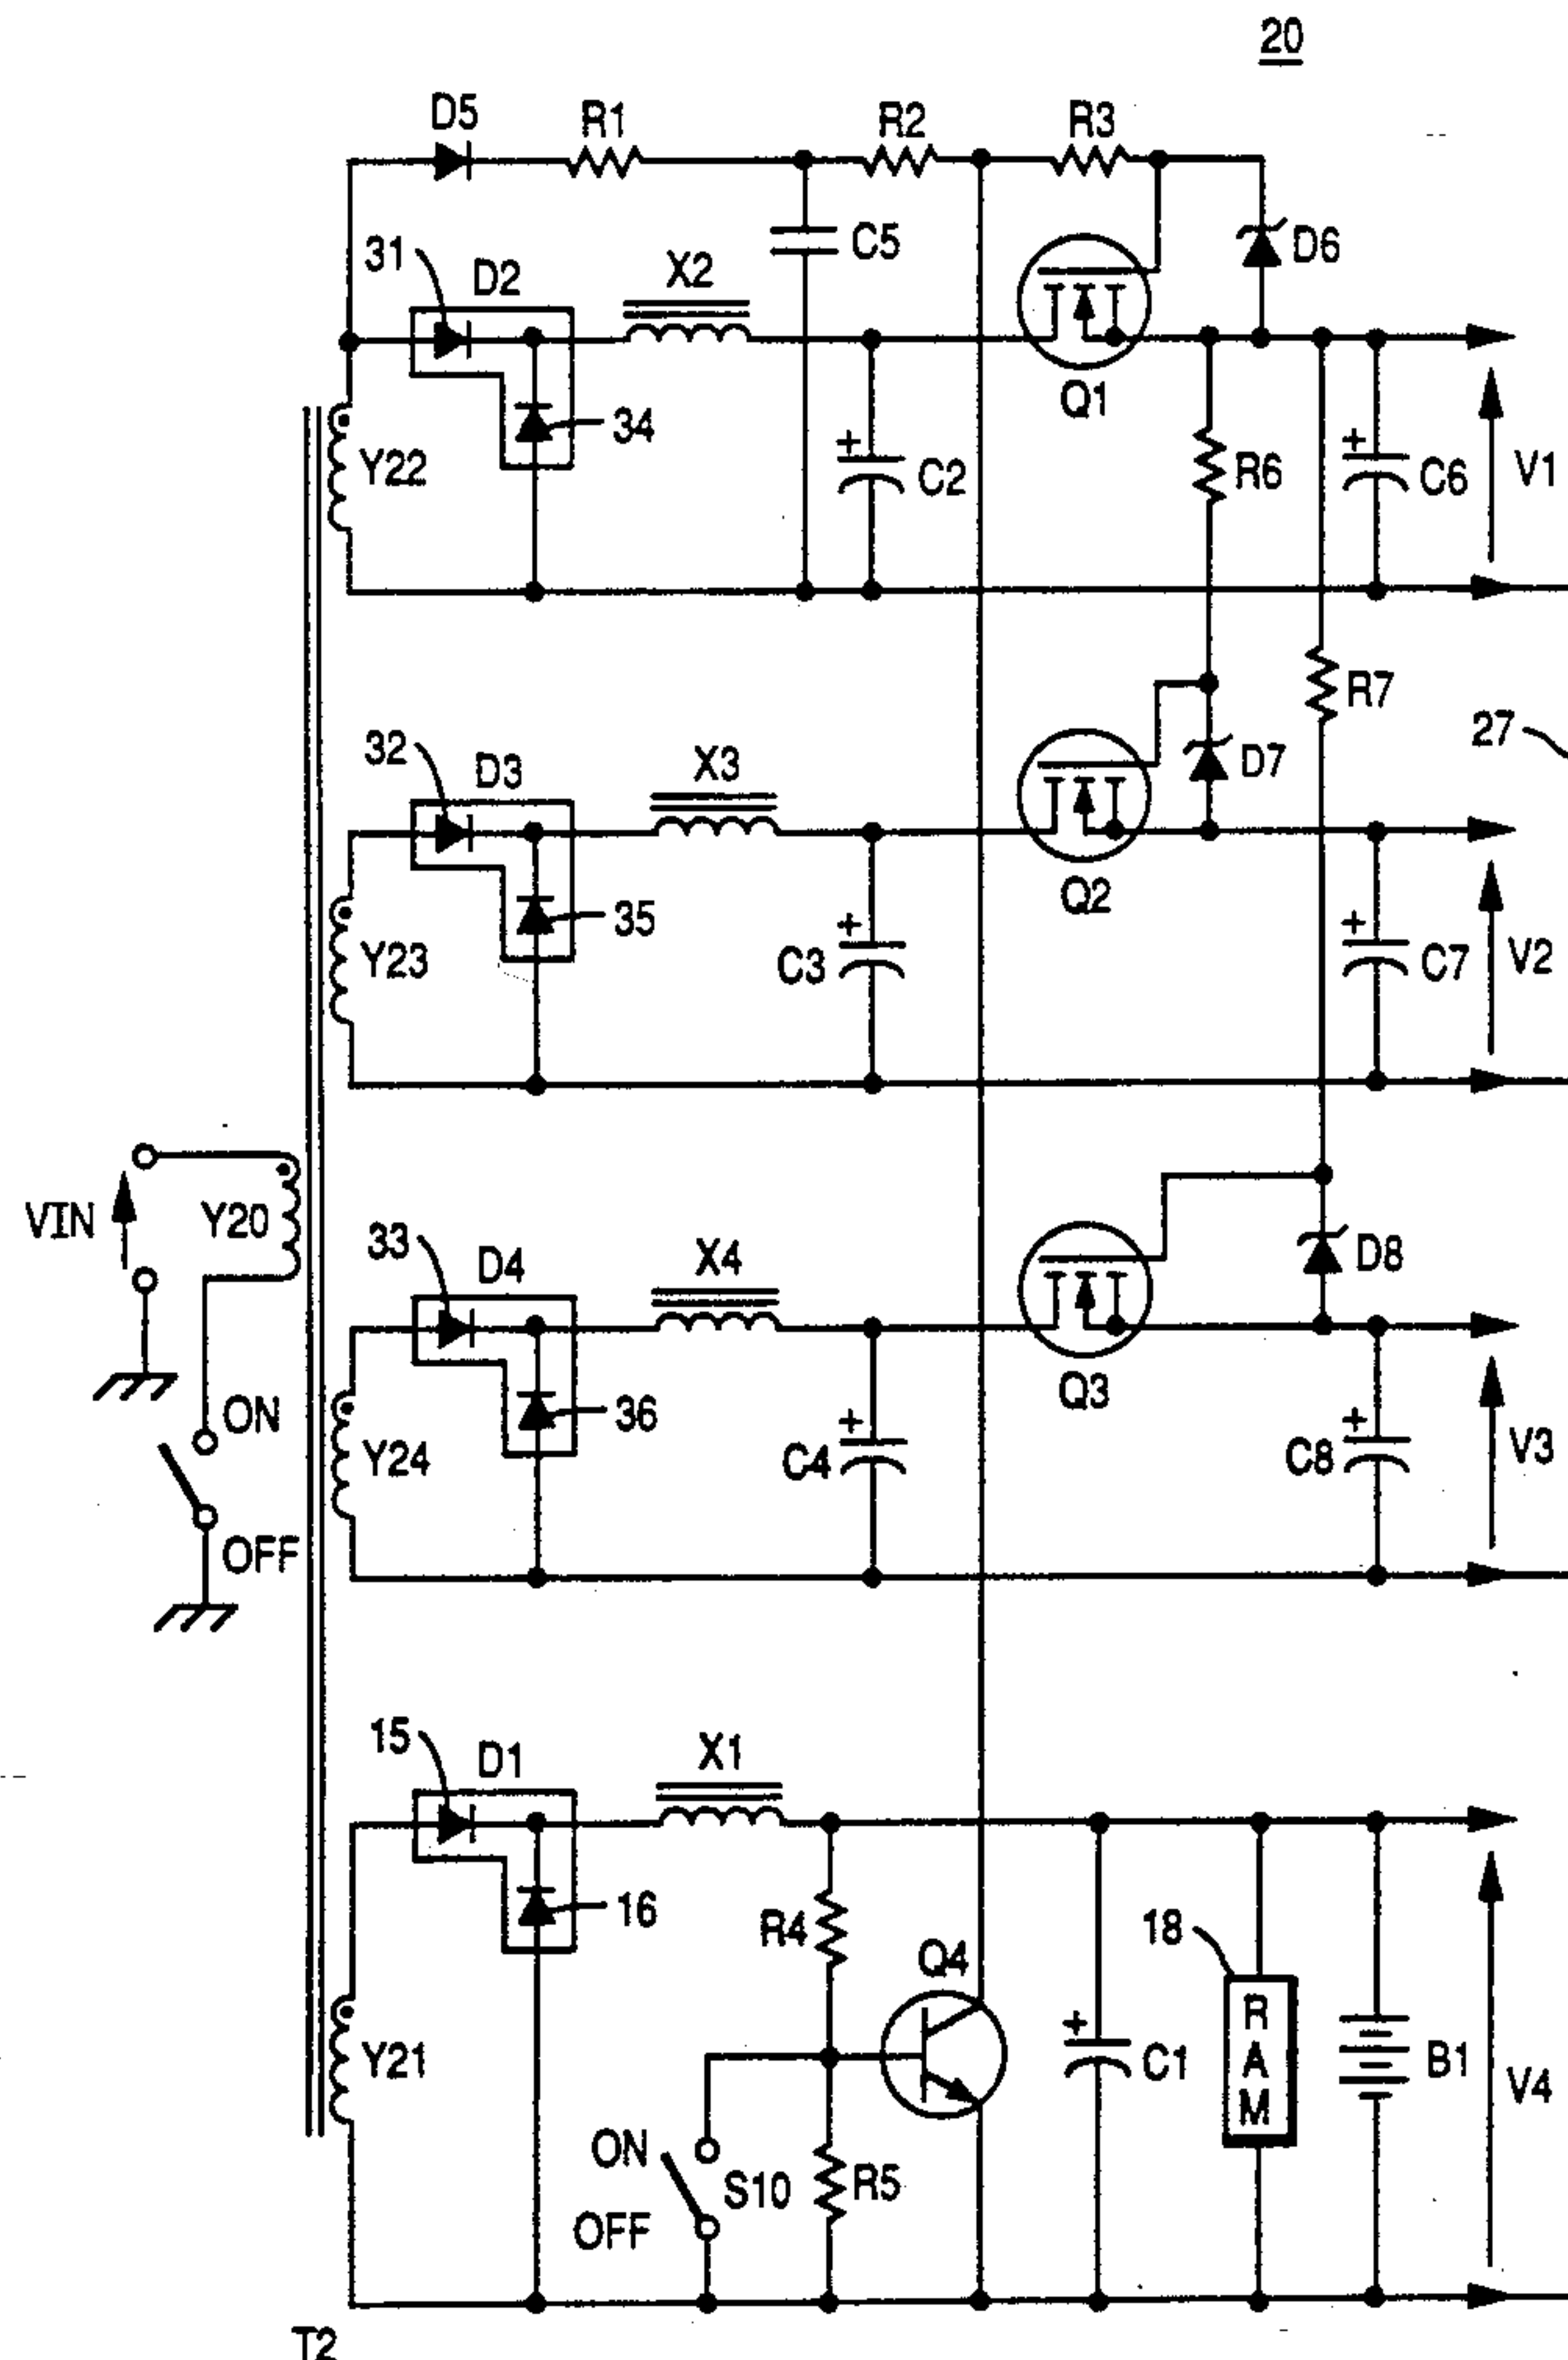 20
D5 R1 R2 R3
31 D2 X2 C5 D6
Q1
34
Y22 C2 R6 C6 V1
R7
27
32 D3 X3 D7
Q2
35
Y23 C3 C7 V2
VIN Y20
33 D4 X4 D8
Q3
ON
36
Y24 C4 C8 V3
OFF
15 D1 X1
16 R4 Q4 18
RAM
Y21 C1 B1 V4
ON
S10 R5
OFF
T2